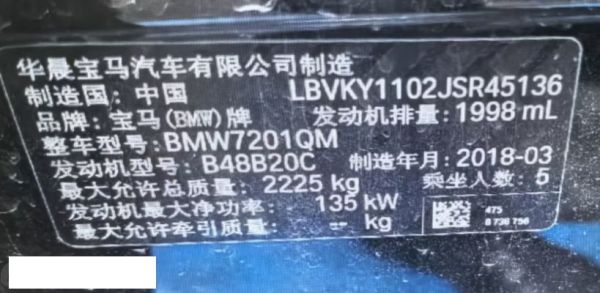 华晨宝马汽车有限公司制造
制造国: 中国 LBVKY1102JSR45136
品牌: 宝马(BMW)牌 发动机排量: 1998 mL
整车型号: BMW7201QM
发动机型号: B48B20C 制造年月: 2018-03
最大允许总质量: 2225 kg 乘坐人数: 5
发动机最大净功率: 135 kW
最大允许牵引质量: -- kg
475
8 736 756